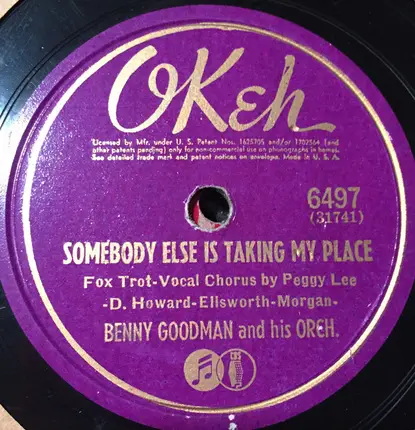 OKeh
Licensed by Mfr. under U. S. Patent Nos. 1625705 and/or 1702564 (and
other patents pending) only for non-commercial use on phonographs in homes.
See detailed trade mark and patent notices on envelope. Made in U. S. A.
6497
(31741)
SOMEBODY ELSE IS TAKING MY PLACE
Fox Trot-Vocal Chorus by Peggy Lee
-D. Howard-Ellsworth-Morgan-
BENNY GOODMAN and his ORCH.
CBS